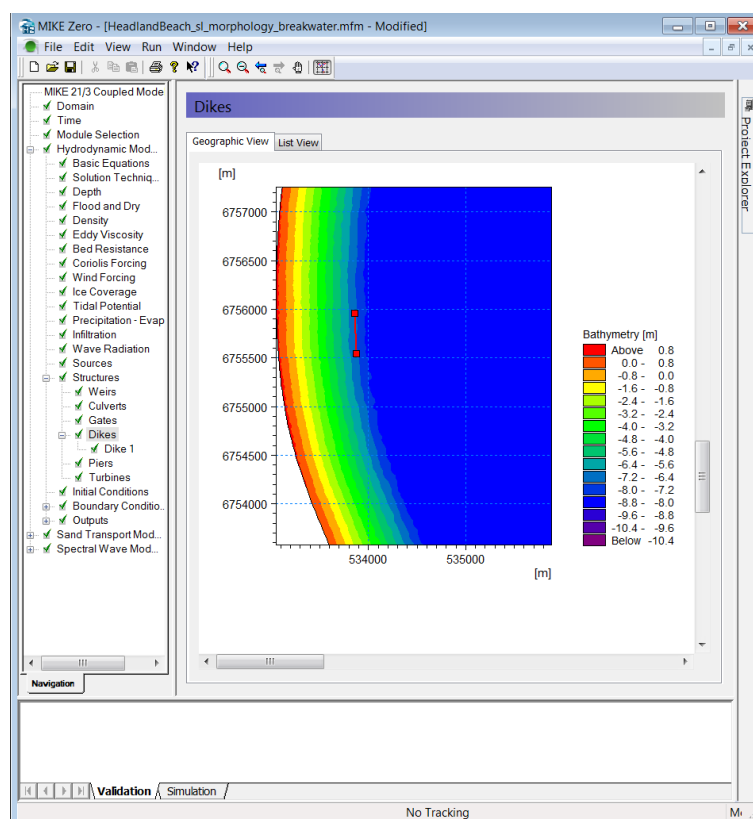 MIKE Zero - [HeadlandBeach_sl_morphology_breakwater.mfm - Modified]
File Edit View Run Window Help
MIKE 21/3 Coupled Mode
Domain
Time
Module Selection
Hydrodynamic Mod...
Basic Equations
Solution Techniq...
Depth
Flood and Dry
Density
Eddy Viscosity
Bed Resistance
Coriolis Forcing
Wind Forcing
Ice Coverage
Tidal Potential
Precipitation - Evap
Infiltration
Wave Radiation
Sources
Structures
Weirs
Culverts
Gates
Dikes
Dike 1
Piers
Turbines
Initial Conditions
Boundary Conditio..
Outputs
Sand Transport Mod...
Spectral Wave Mod...
Navigation
Dikes
Geographic View List View
[m]
6757000
6756500
6756000
6755500
6755000
6754500
6754000
534000 535000
[m]
Bathymetry [m]
Above 0.8
0.0 - 0.8
-0.8 - 0.0
-1.6 - -0.8
-2.4 - -1.6
-3.2 - -2.4
-4.0 - -3.2
-4.8 - -4.0
-5.6 - -4.8
-6.4 - -5.6
-7.2 - -6.4
-8.0 - -7.2
-8.8 - -8.0
-9.6 - -8.8
-10.4 - -9.6
Below -10.4
Project Explorer
Validation Simulation
No Tracking